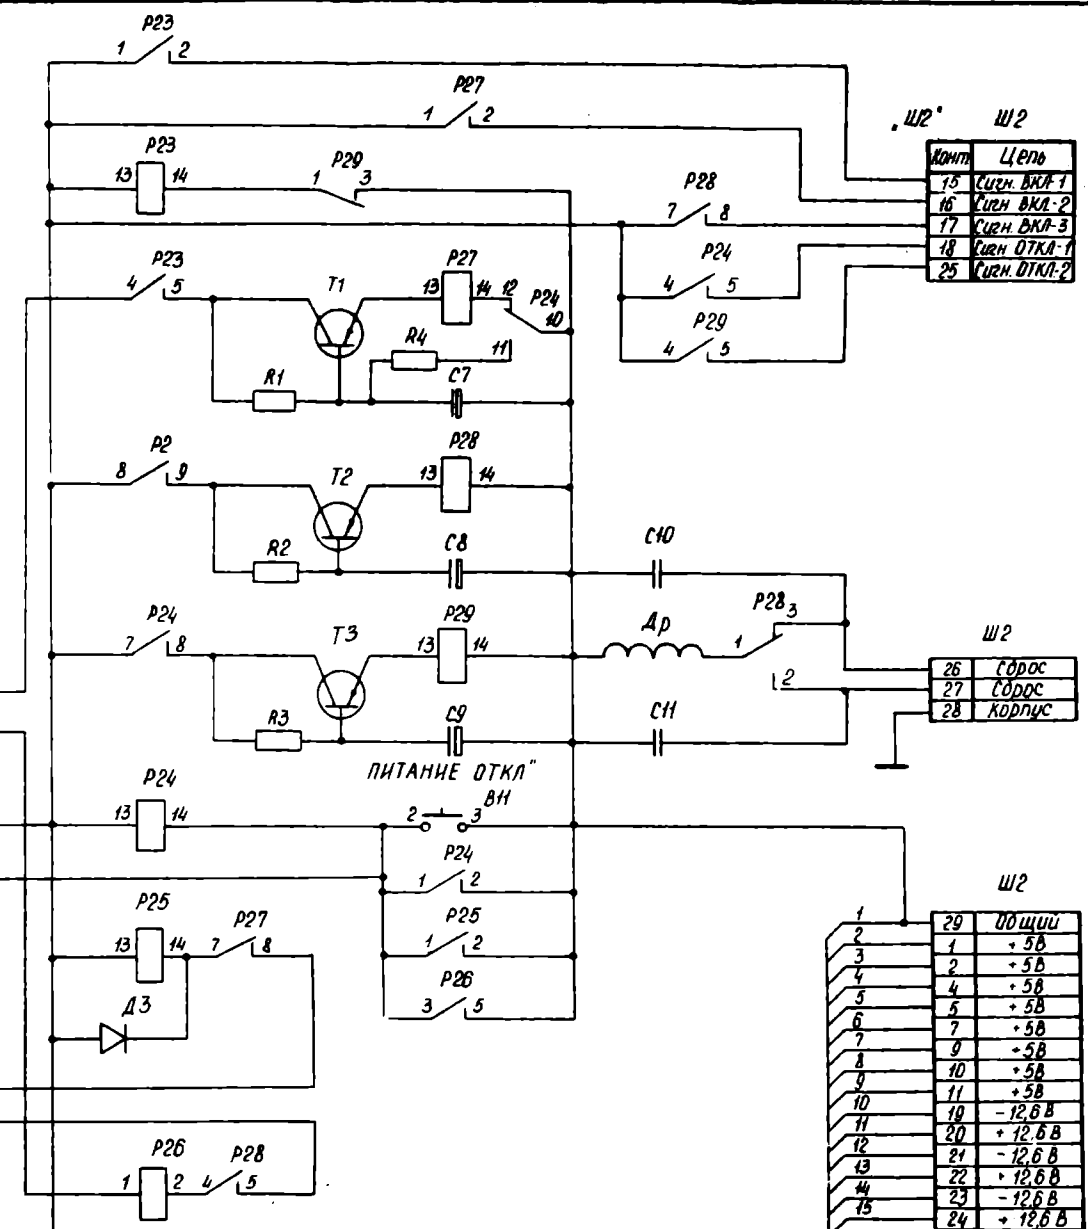 Р23
1 2
Р27
1 2
„Ш2" Ш2
Конт Цепь
15 Сигн. ВКЛ-1
16 Сигн. ВКЛ-2
17 Сигн. ВКЛ-3
18 Сигн. ОТКЛ-1
25 Сигн. ОТКЛ-2
Р23
13 14
Р29
1 3
Р28
7 8
Р24
4 5
Р29
4 5
Р23
4 5
Т1
Р27
13 14 12
Р24
10
11
R4
R1
С7
Р2
8 9
Т2
Р28
13 14
R2
С8
С10
Р24
7 8
Т3
Р29
13 14
Др
Р28
1 3
2
R3
С9
С11
Ш2
26 Сброс
27 Сброс
28 Корпус
ПИТАНИЕ ОТКЛ"
Р24
13 14
В11
2 3
Р24
1 2
Р25
13 14
Р27
7 8
Р25
1 2
Д3
Р26
3 5
Р26
1 2
Р28
4 5
Ш2
1 29 Общий
2 1 +5В
3 2 +5В
4 4 +5В
5 5 +5В
6 7 +5В
7 9 +5В
8 10 +5В
9 11 +5В
10 19 -12,6 В
11 20 +12,6 В
12 21 -12,6 В
13 22 +12,6 В
14 23 -12,6 В
15 24 +12,6 В